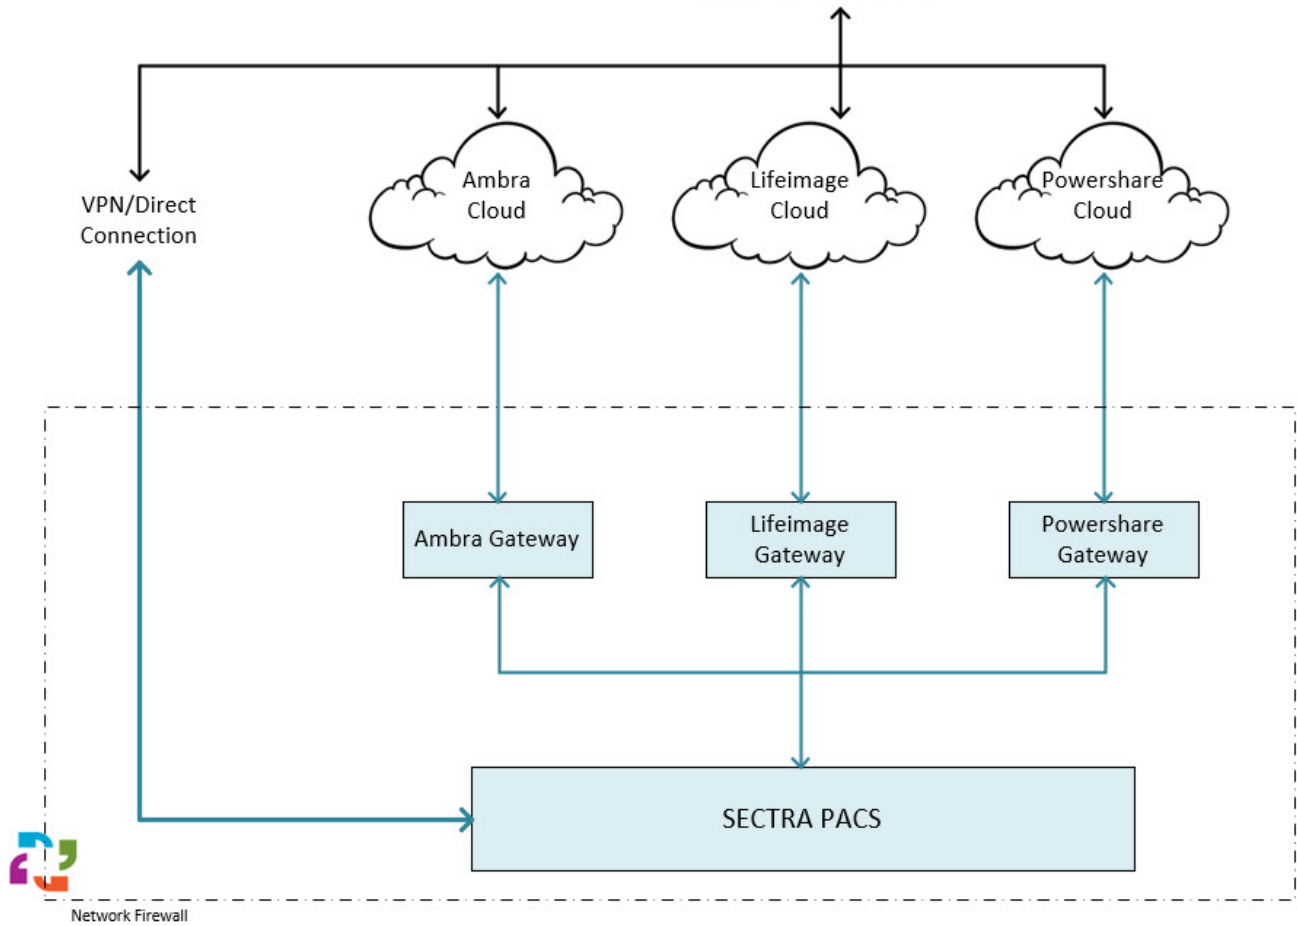 VPN/Direct
Connection
Ambra
Cloud
Lifeimage
Cloud
Powershare
Cloud
Ambra Gateway
Lifeimage
Gateway
Powershare
Gateway
SECTRA PACS
Network Firewall